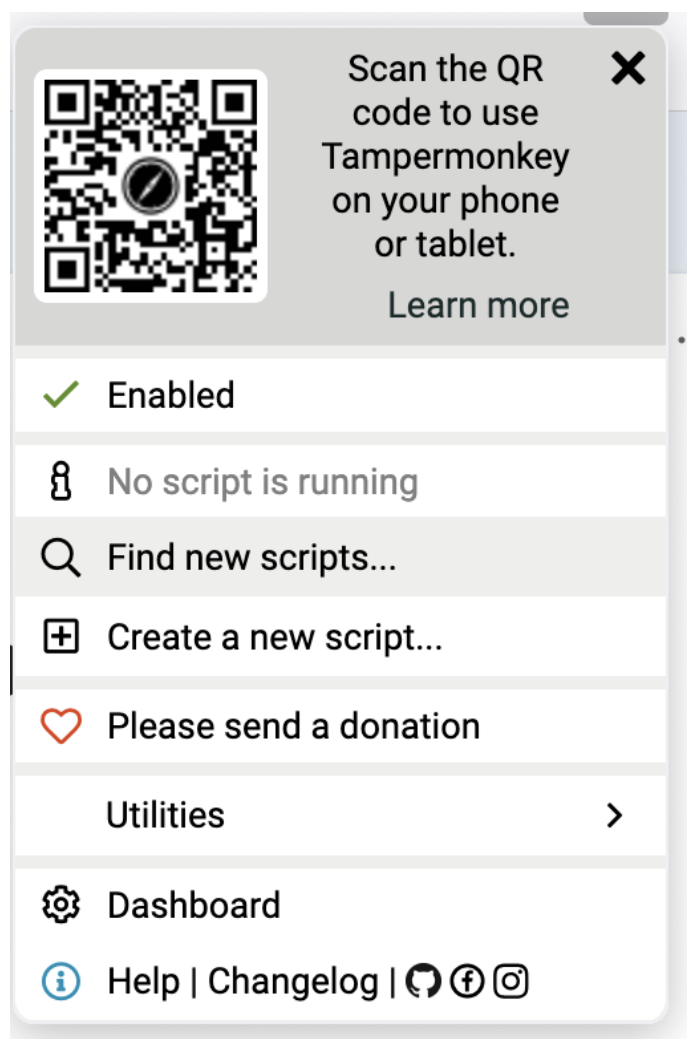 Scan the QR
code to use
Tampermonkey
on your phone
or tablet.
Learn more
Enabled
No script is running
Find new scripts...
Create a new script...
Please send a donation
Utilities
Dashboard
Help | Changelog |